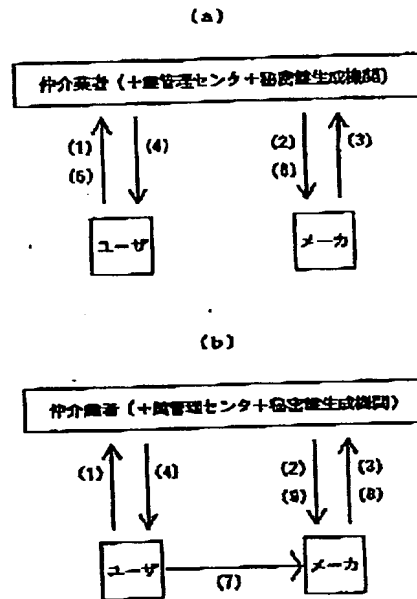 (a)
仲介業者(+鍵管理センタ+秘密鍵生成機関)
(1) (4) (2) (3)
(5) (6)
ユーザ メーカ
(b)
仲介業者(+鍵管理センタ+秘密鍵生成機関)
(1) (4) (2) (3)
(9) (8)
ユーザ メーカ
(7)